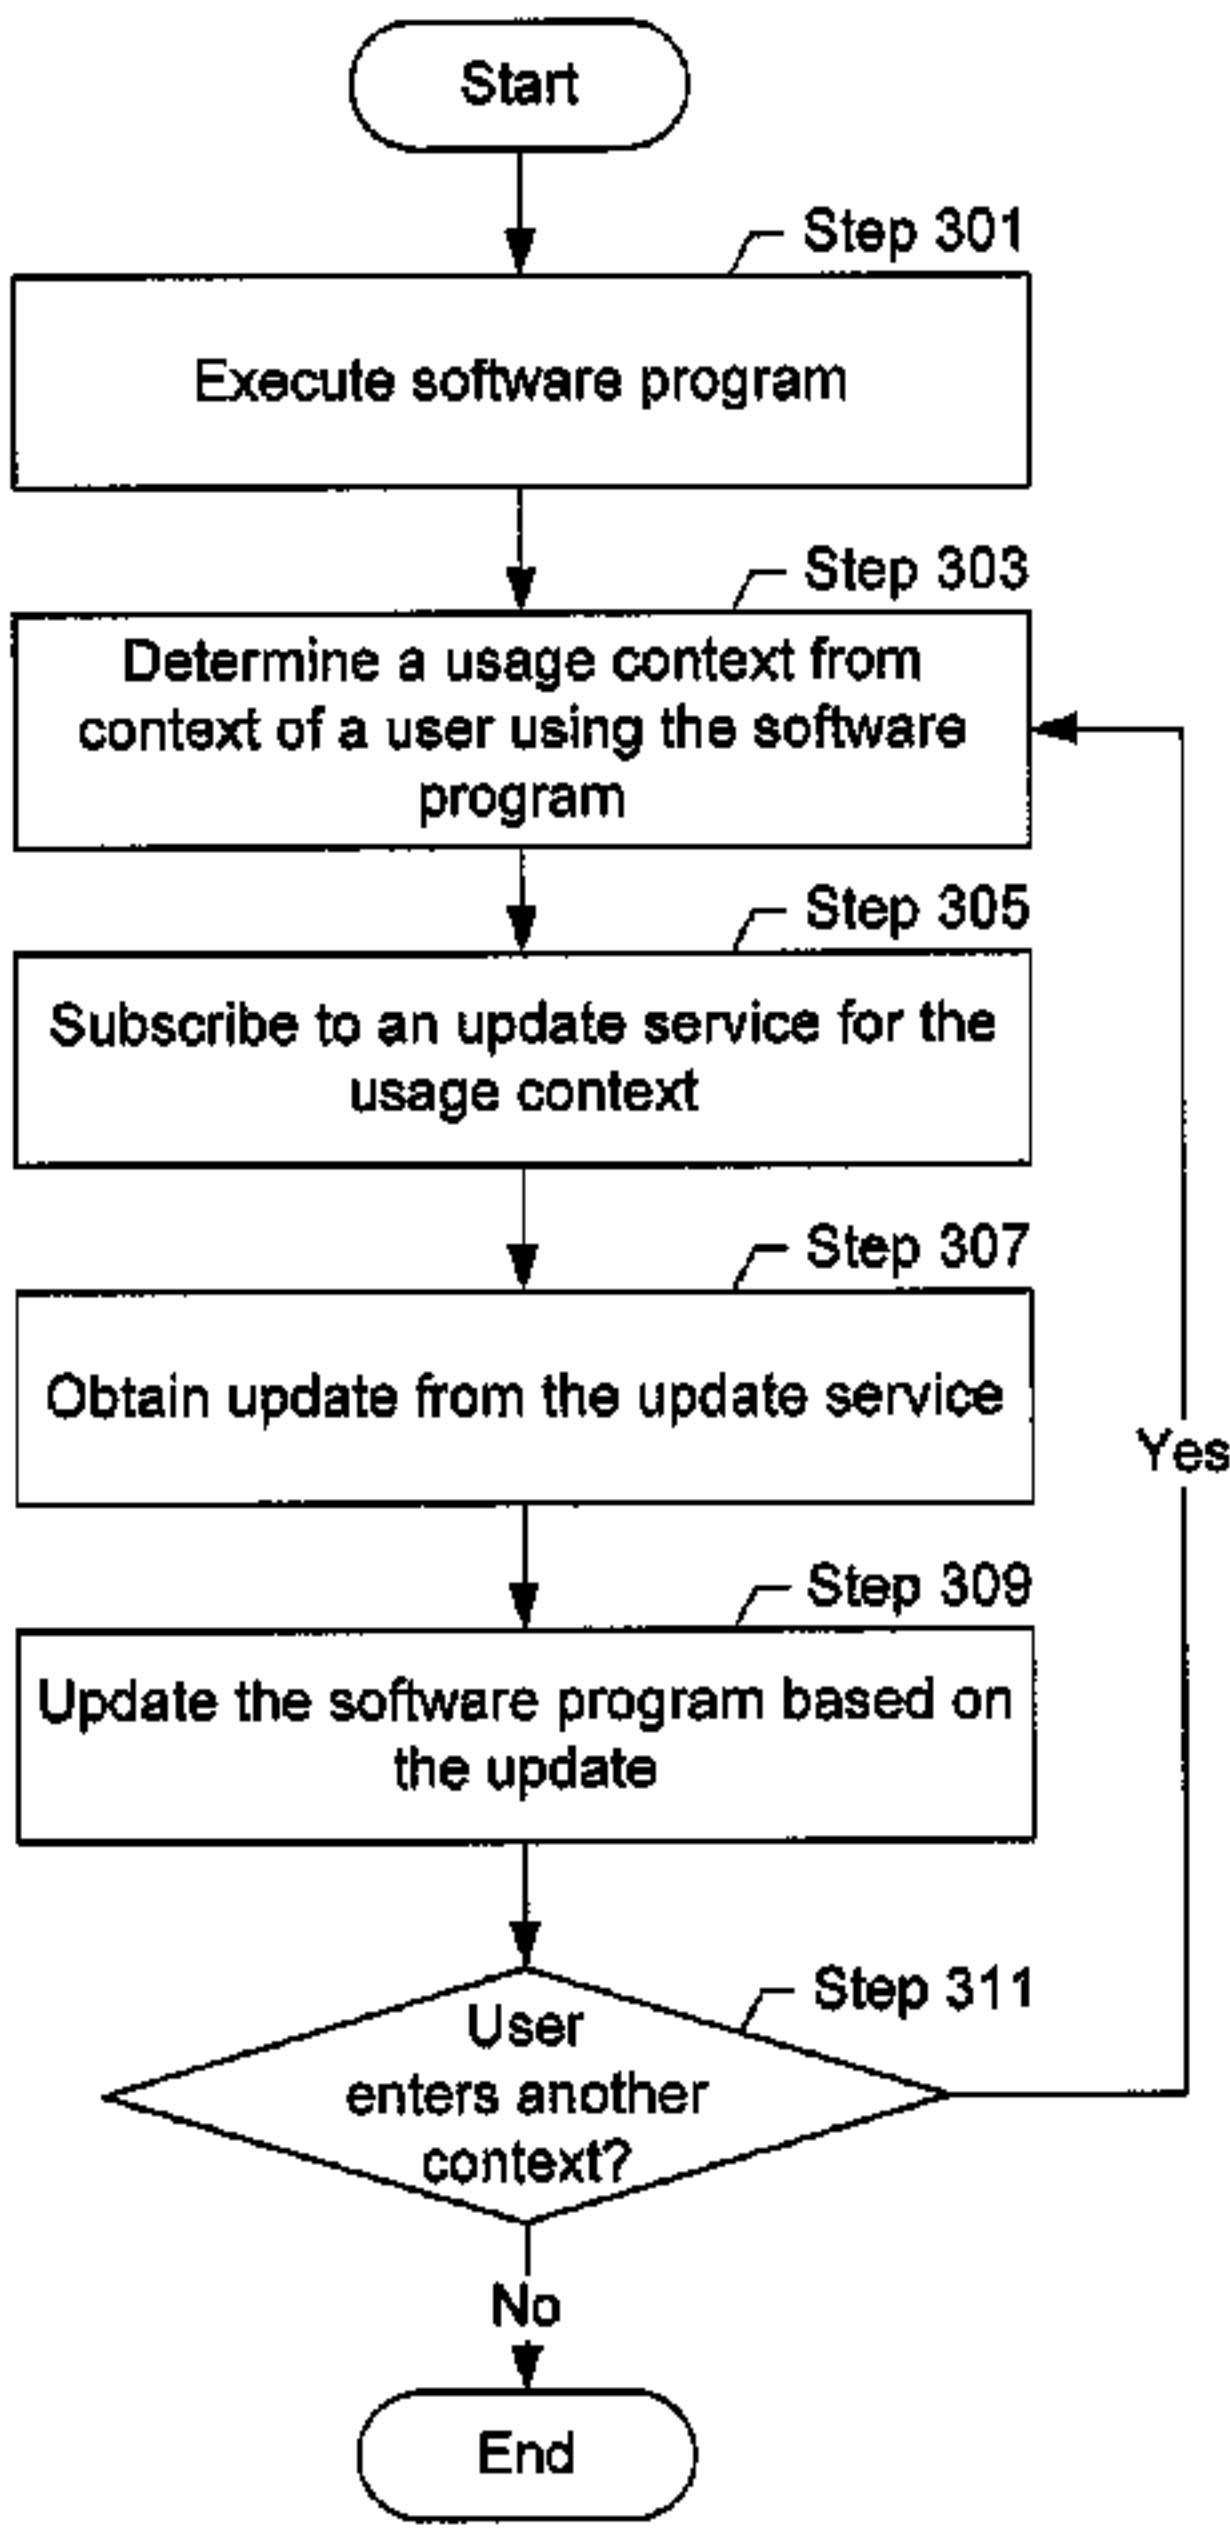 Start
Step 301
Execute software program
Step 303
Determine a usage context from
context of a user using the software
program
Step 305
Subscribe to an update service for the
usage context
Step 307
Obtain update from the update service
Yes
Step 309
Update the software program based on
the update
Step 311
User
enters another
context?
No
End